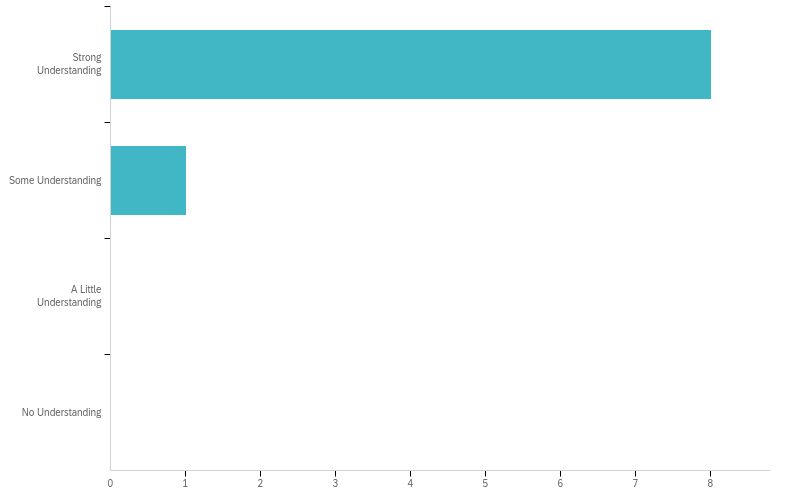 Strong
Understanding
Some Understanding
A Little
Understanding
No Understanding
0 1 2 3 4 5 6 7 8